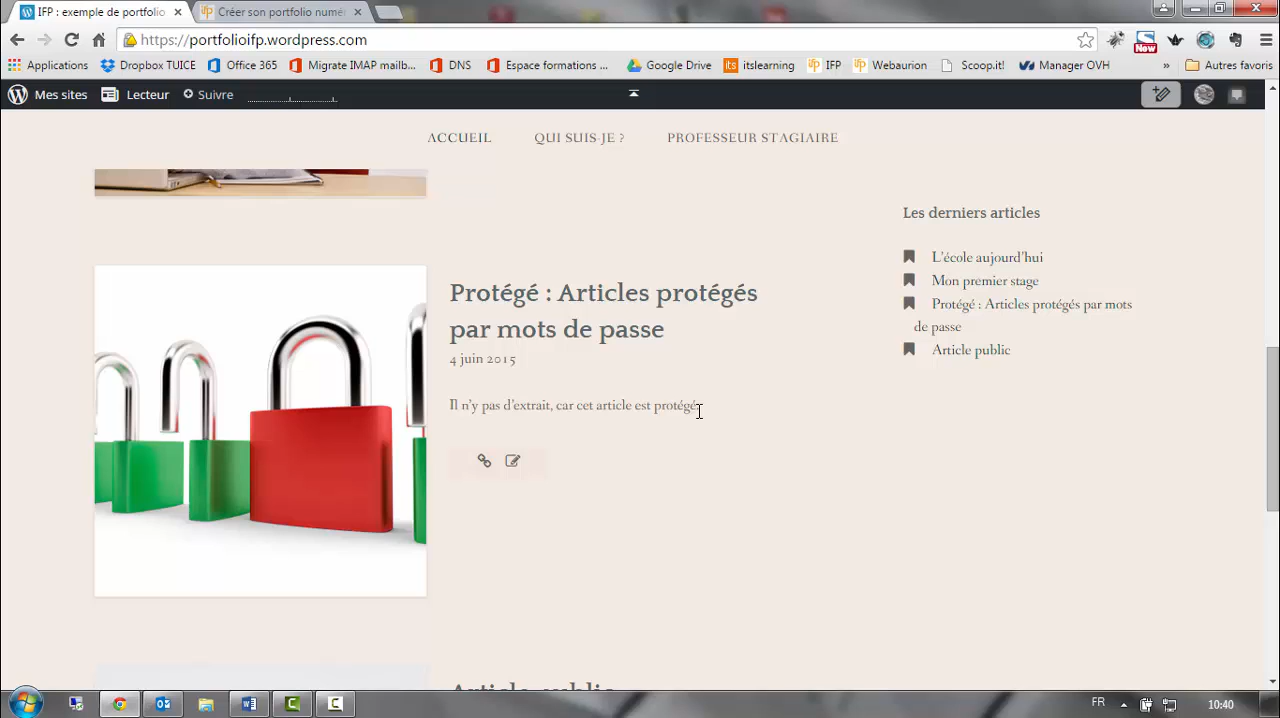 IFP : exemple de portfolio
Créer son portfolio numé
https://portfolioifp.wordpress.com
New
Applications
Dropbox TUICE
Office 365
Migrate IMAP mailb...
DNS
Espace formations ...
Google Drive
its
itslearning
IFP
Webaurion
Scoop.it!
Manager OVH
»
Autres favoris
Mes sites
Lecteur
Suivre
ACCUEIL
QUI SUIS-JE ?
PROFESSEUR STAGIAIRE
Protégé : Articles protégés
par mots de passe
4 juin 2015
Il n’y pas d’extrait, car cet article est protégé.
Les derniers articles
L’école aujourd’hui
Mon premier stage
Protégé : Articles protégés par mots
de passe
Article public
Article public
FR
10:40